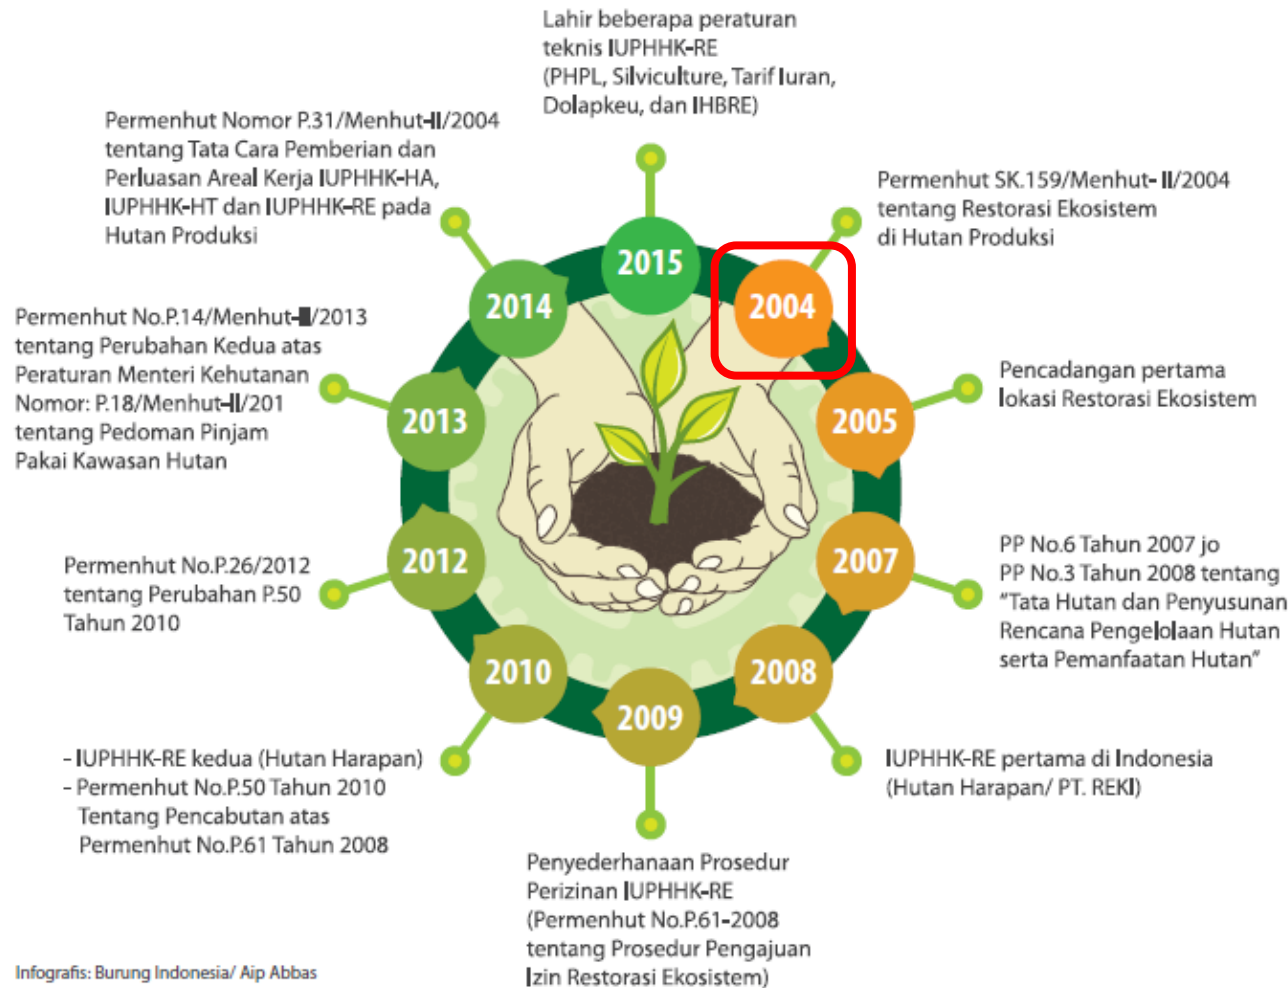 Lahir beberapa peraturan
teknis IUPHHK-RE
(PHPL, Silviculture, Tarif Iuran,
Dolapkeu, dan IHBRE)
2015
Permenhut SK.159/Menhut- II/2004
tentang Restorasi Ekosistem
di Hutan Produksi
2004
Pencadangan pertama
lokasi Restorasi Ekosistem
2005
PP No.6 Tahun 2007 jo
PP No.3 Tahun 2008 tentang
"Tata Hutan dan Penyusunan
Rencana Pengelolaan Hutan
serta Pemanfaatan Hutan"
2007
IUPHHK-RE pertama di Indonesia
(Hutan Harapan/ PT. REKI)
2008
Penyederhanaan Prosedur
Perizinan IUPHHK-RE
(Permenhut No.P.61-2008
tentang Prosedur Pengajuan
Izin Restorasi Ekosistem)
2009
- IUPHHK-RE kedua (Hutan Harapan)
- Permenhut No.P.50 Tahun 2010
Tentang Pencabutan atas
Permenhut No.P.61 Tahun 2008
2010
Permenhut No.P.26/2012
tentang Perubahan P.50
Tahun 2010
2012
Permenhut No.P.14/Menhut-II/2013
tentang Perubahan Kedua atas
Peraturan Menteri Kehutanan
Nomor: P.18/Menhut-II/201
tentang Pedoman Pinjam
Pakai Kawasan Hutan
2013
Permenhut Nomor P.31/Menhut-II/2004
tentang Tata Cara Pemberian dan
Perluasan Areal Kerja IUPHHK-HA,
IUPHHK-HT dan IUPHHK-RE pada
Hutan Produksi
2014
Infografis: Burung Indonesia/ Aip Abbas